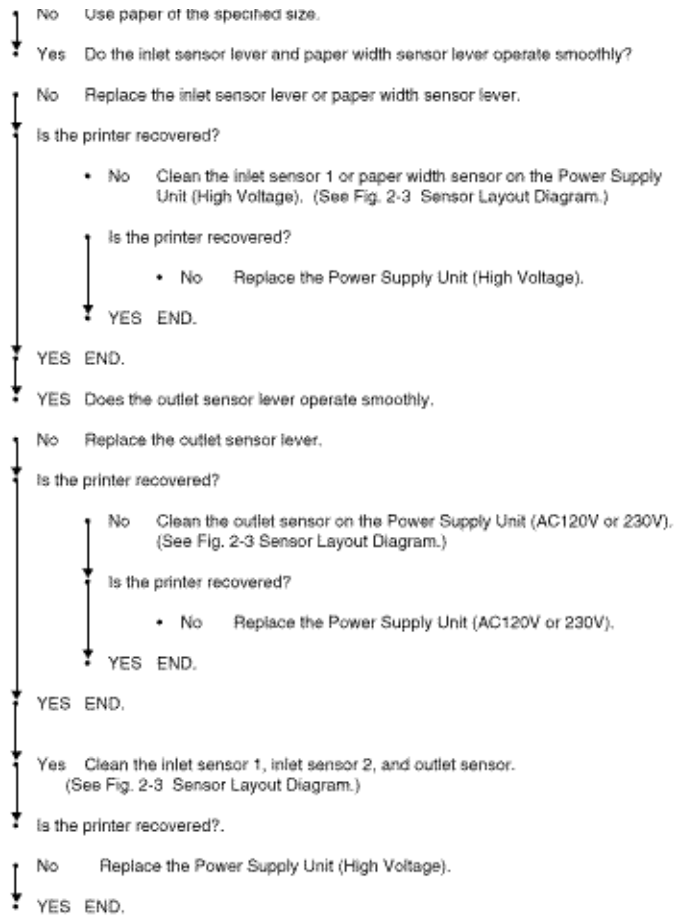 No Use paper of the specified size.
Yes Do the inlet sensor lever and paper width sensor lever operate smoothly?
No Replace the inlet sensor lever or paper width sensor lever.
Is the printer recovered?
• No Clean the inlet sensor 1 or paper width sensor on the Power Supply
Unit (High Voltage). (See Fig. 2-3 Sensor Layout Diagram.)
Is the printer recovered?
• No Replace the Power Supply Unit (High Voltage).
YES END.
YES END.
YES Does the outlet sensor lever operate smoothly.
No Replace the outlet sensor lever.
Is the printer recovered?
No Clean the outlet sensor on the Power Supply Unit (AC120V or 230V).
(See Fig. 2-3 Sensor Layout Diagram.)
Is the printer recovered?
• No Replace the Power Supply Unit (AC120V or 230V).
YES END.
YES END.
Yes Clean the inlet sensor 1, inlet sensor 2, and outlet sensor.
(See Fig. 2-3 Sensor Layout Diagram.)
Is the printer recovered?.
No Replace the Power Supply Unit (High Voltage).
YES END.